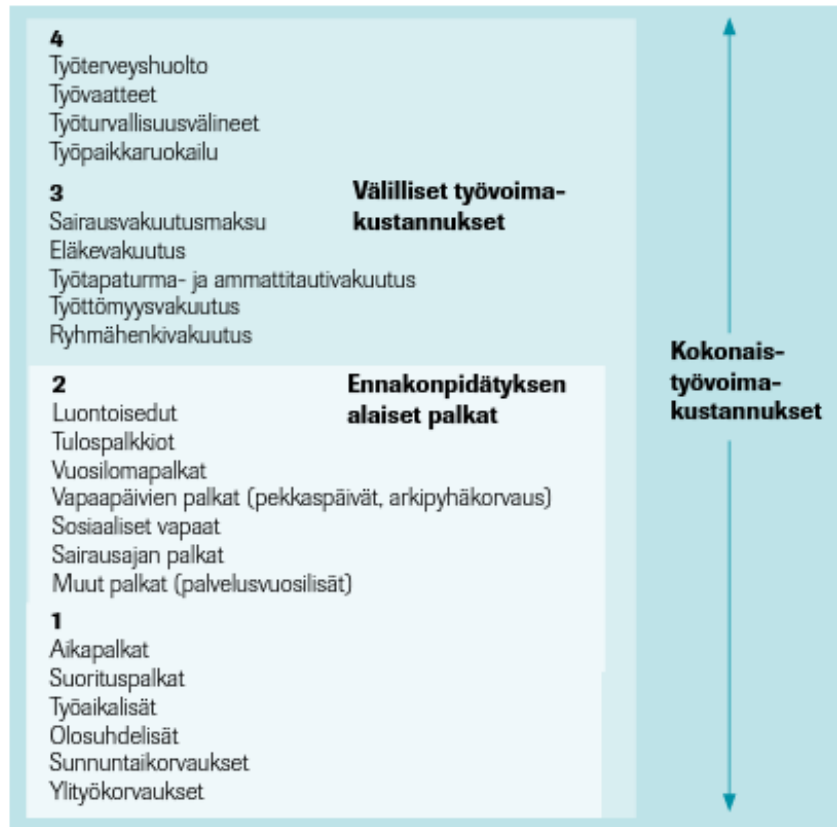 4
Työterveyshuolto
Työvaatteet
Työturvallisuusvälineet
Työpaikkaruokailu
3
Välilliset työvoima-
kustannukset
Sairausvakuutusmaksu
Eläkevakuutus
Työtapaturma- ja ammattitautivakuutus
Työttömyysvakuutus
Ryhmähenkivakuutus
2
Ennakonpidätyksen
alaiset palkat
Luontoisedut
Tulospalkkiot
Vuosilomapalkat
Vapaapäivien palkat (pekkaspäivät, arkipyhäkorvaus)
Sosiaaliset vapaat
Sairausajan palkat
Muut palkat (palvelusvuosilisät)
1
Aikapalkat
Suorituspalkat
Työaikalisät
Olosuhdelisät
Sunnuntaikorvaukset
Ylityökorvaukset
Kokonais-
työvoima-
kustannukset